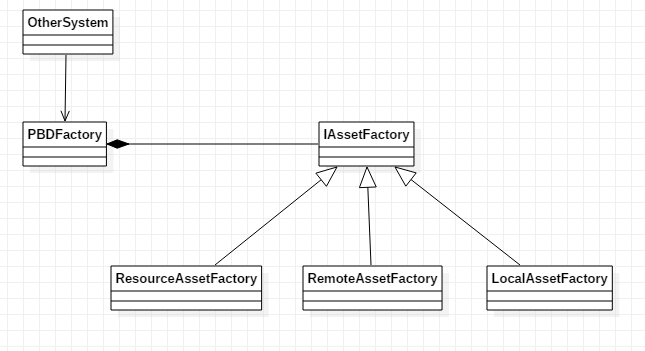 OtherSystem
PBDFactory
IAssetFactory
ResourceAssetFactory
RemoteAssetFactory
LocalAssetFactory